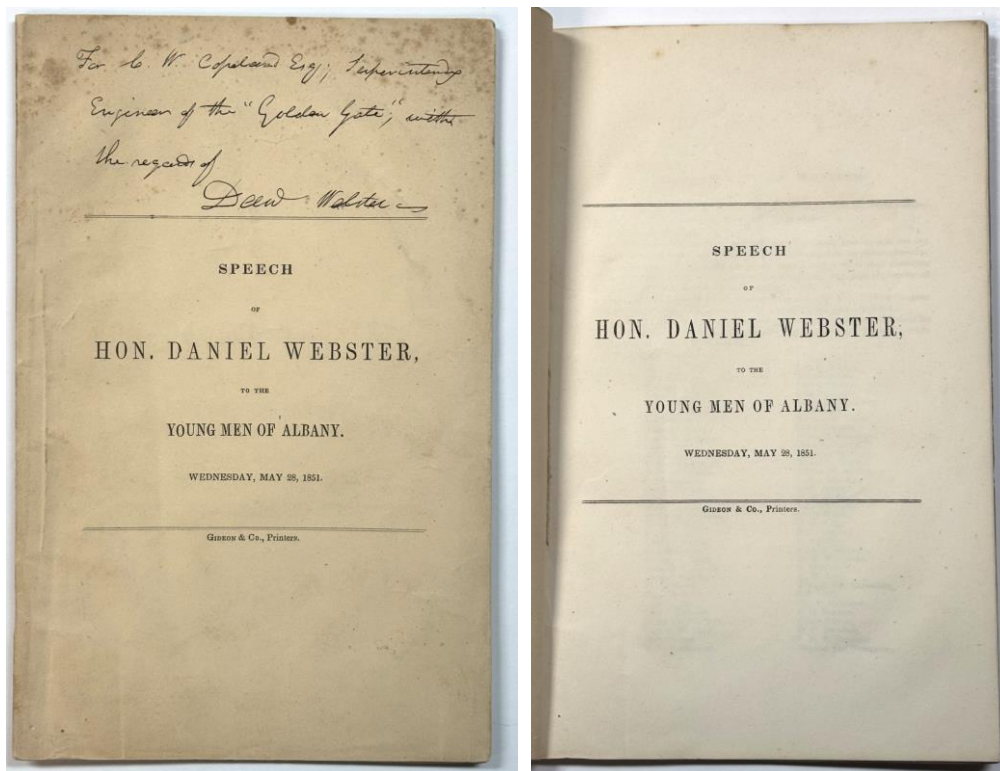 For C. W. Copeland Esq; Superintending
Engineer of the "Golden Gate", with
the regards of
Danl Webster
SPEECH
OF
HON. DANIEL WEBSTER,
TO THE
YOUNG MEN OF ALBANY.
WEDNESDAY, MAY 28, 1851.
GIDEON & CO., Printers.
SPEECH
OF
HON. DANIEL WEBSTER,
TO THE
YOUNG MEN OF ALBANY.
WEDNESDAY, MAY 28, 1851.
GIDEON & CO., Printers.